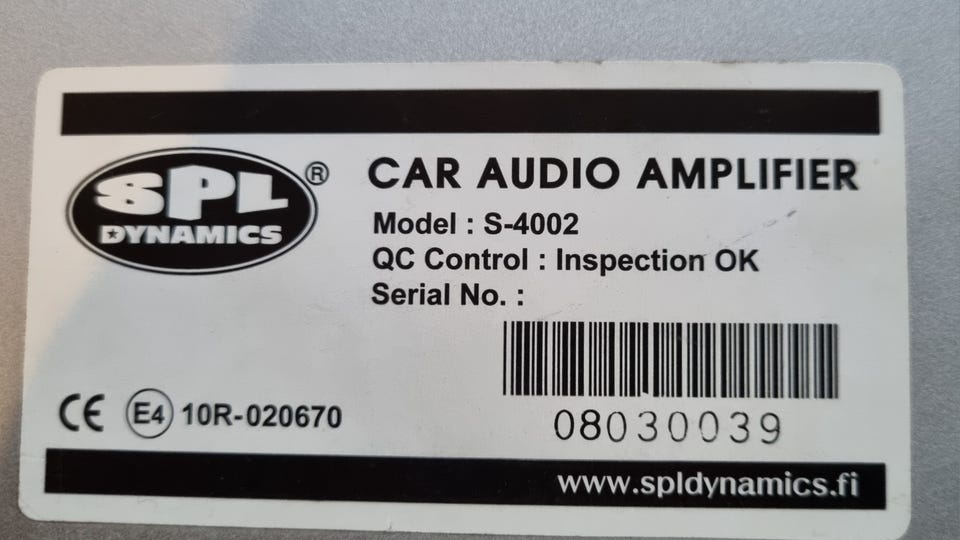 SPL ®
DYNAMICS
CAR AUDIO AMPLIFIER
Model : S-4002
QC Control : Inspection OK
Serial No. :
08030039
CE E4 10R-020670
www.spldynamics.fi